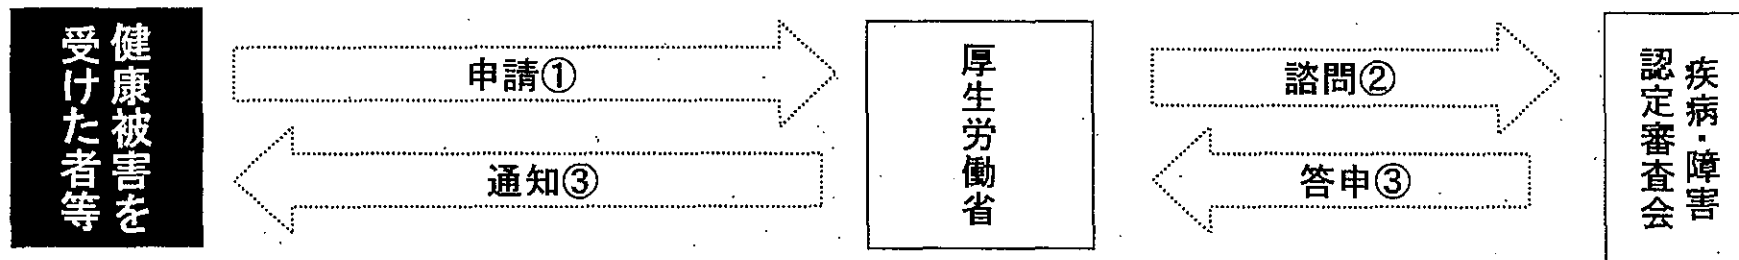 健康被害を
受けた者等
申請①
通知③
厚生労働省
諮問②
答申③
疾病・障害
認定審査会